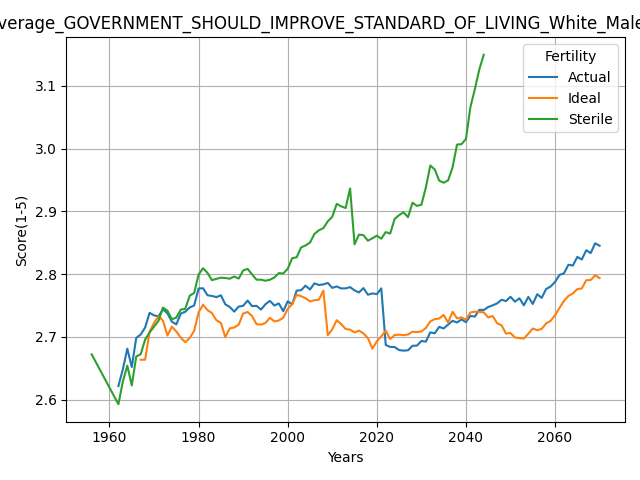 verage_GOVERNMENT_SHOULD_IMPROVE_STANDARD_OF_LIVING_White_Male
Fertility
Actual
Ideal
Sterile
3.1
3.0
2.9
2.8
2.7
2.6
Score(1-5)
1960 1980 2000 2020 2040 2060
Years